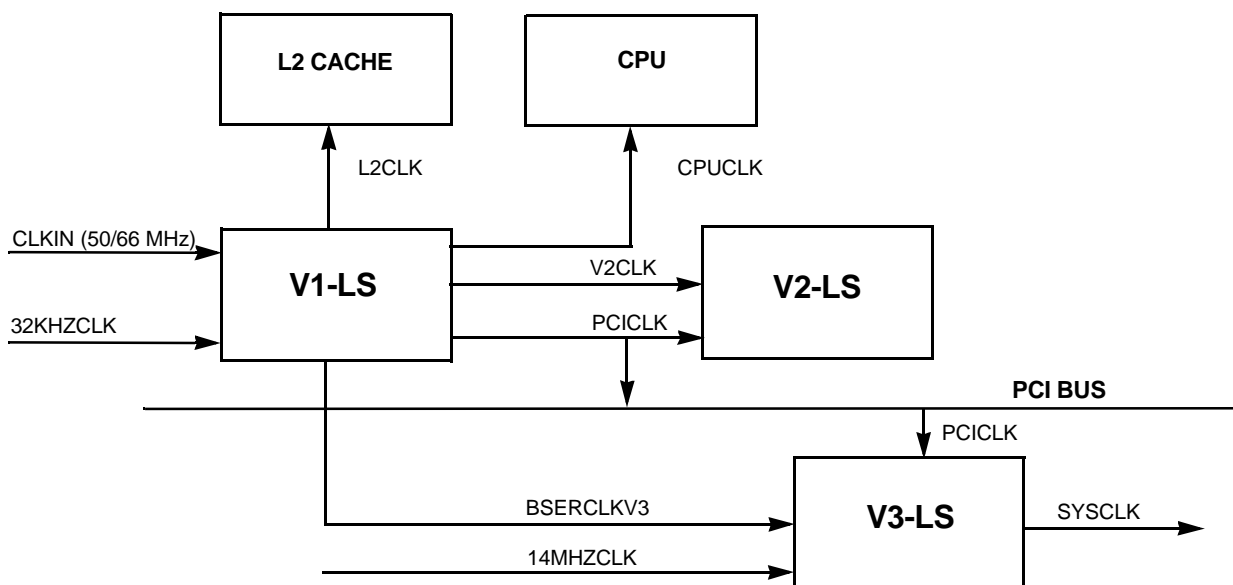 L2 CACHE
CPU
L2CLK
CPUCLK
CLKIN (50/66 MHz)
V1-LS
V2CLK
V2-LS
32KHZCLK
PCICLK
PCI BUS
PCICLK
BSERCLKV3
V3-LS
SYSCLK
14MHZCLK